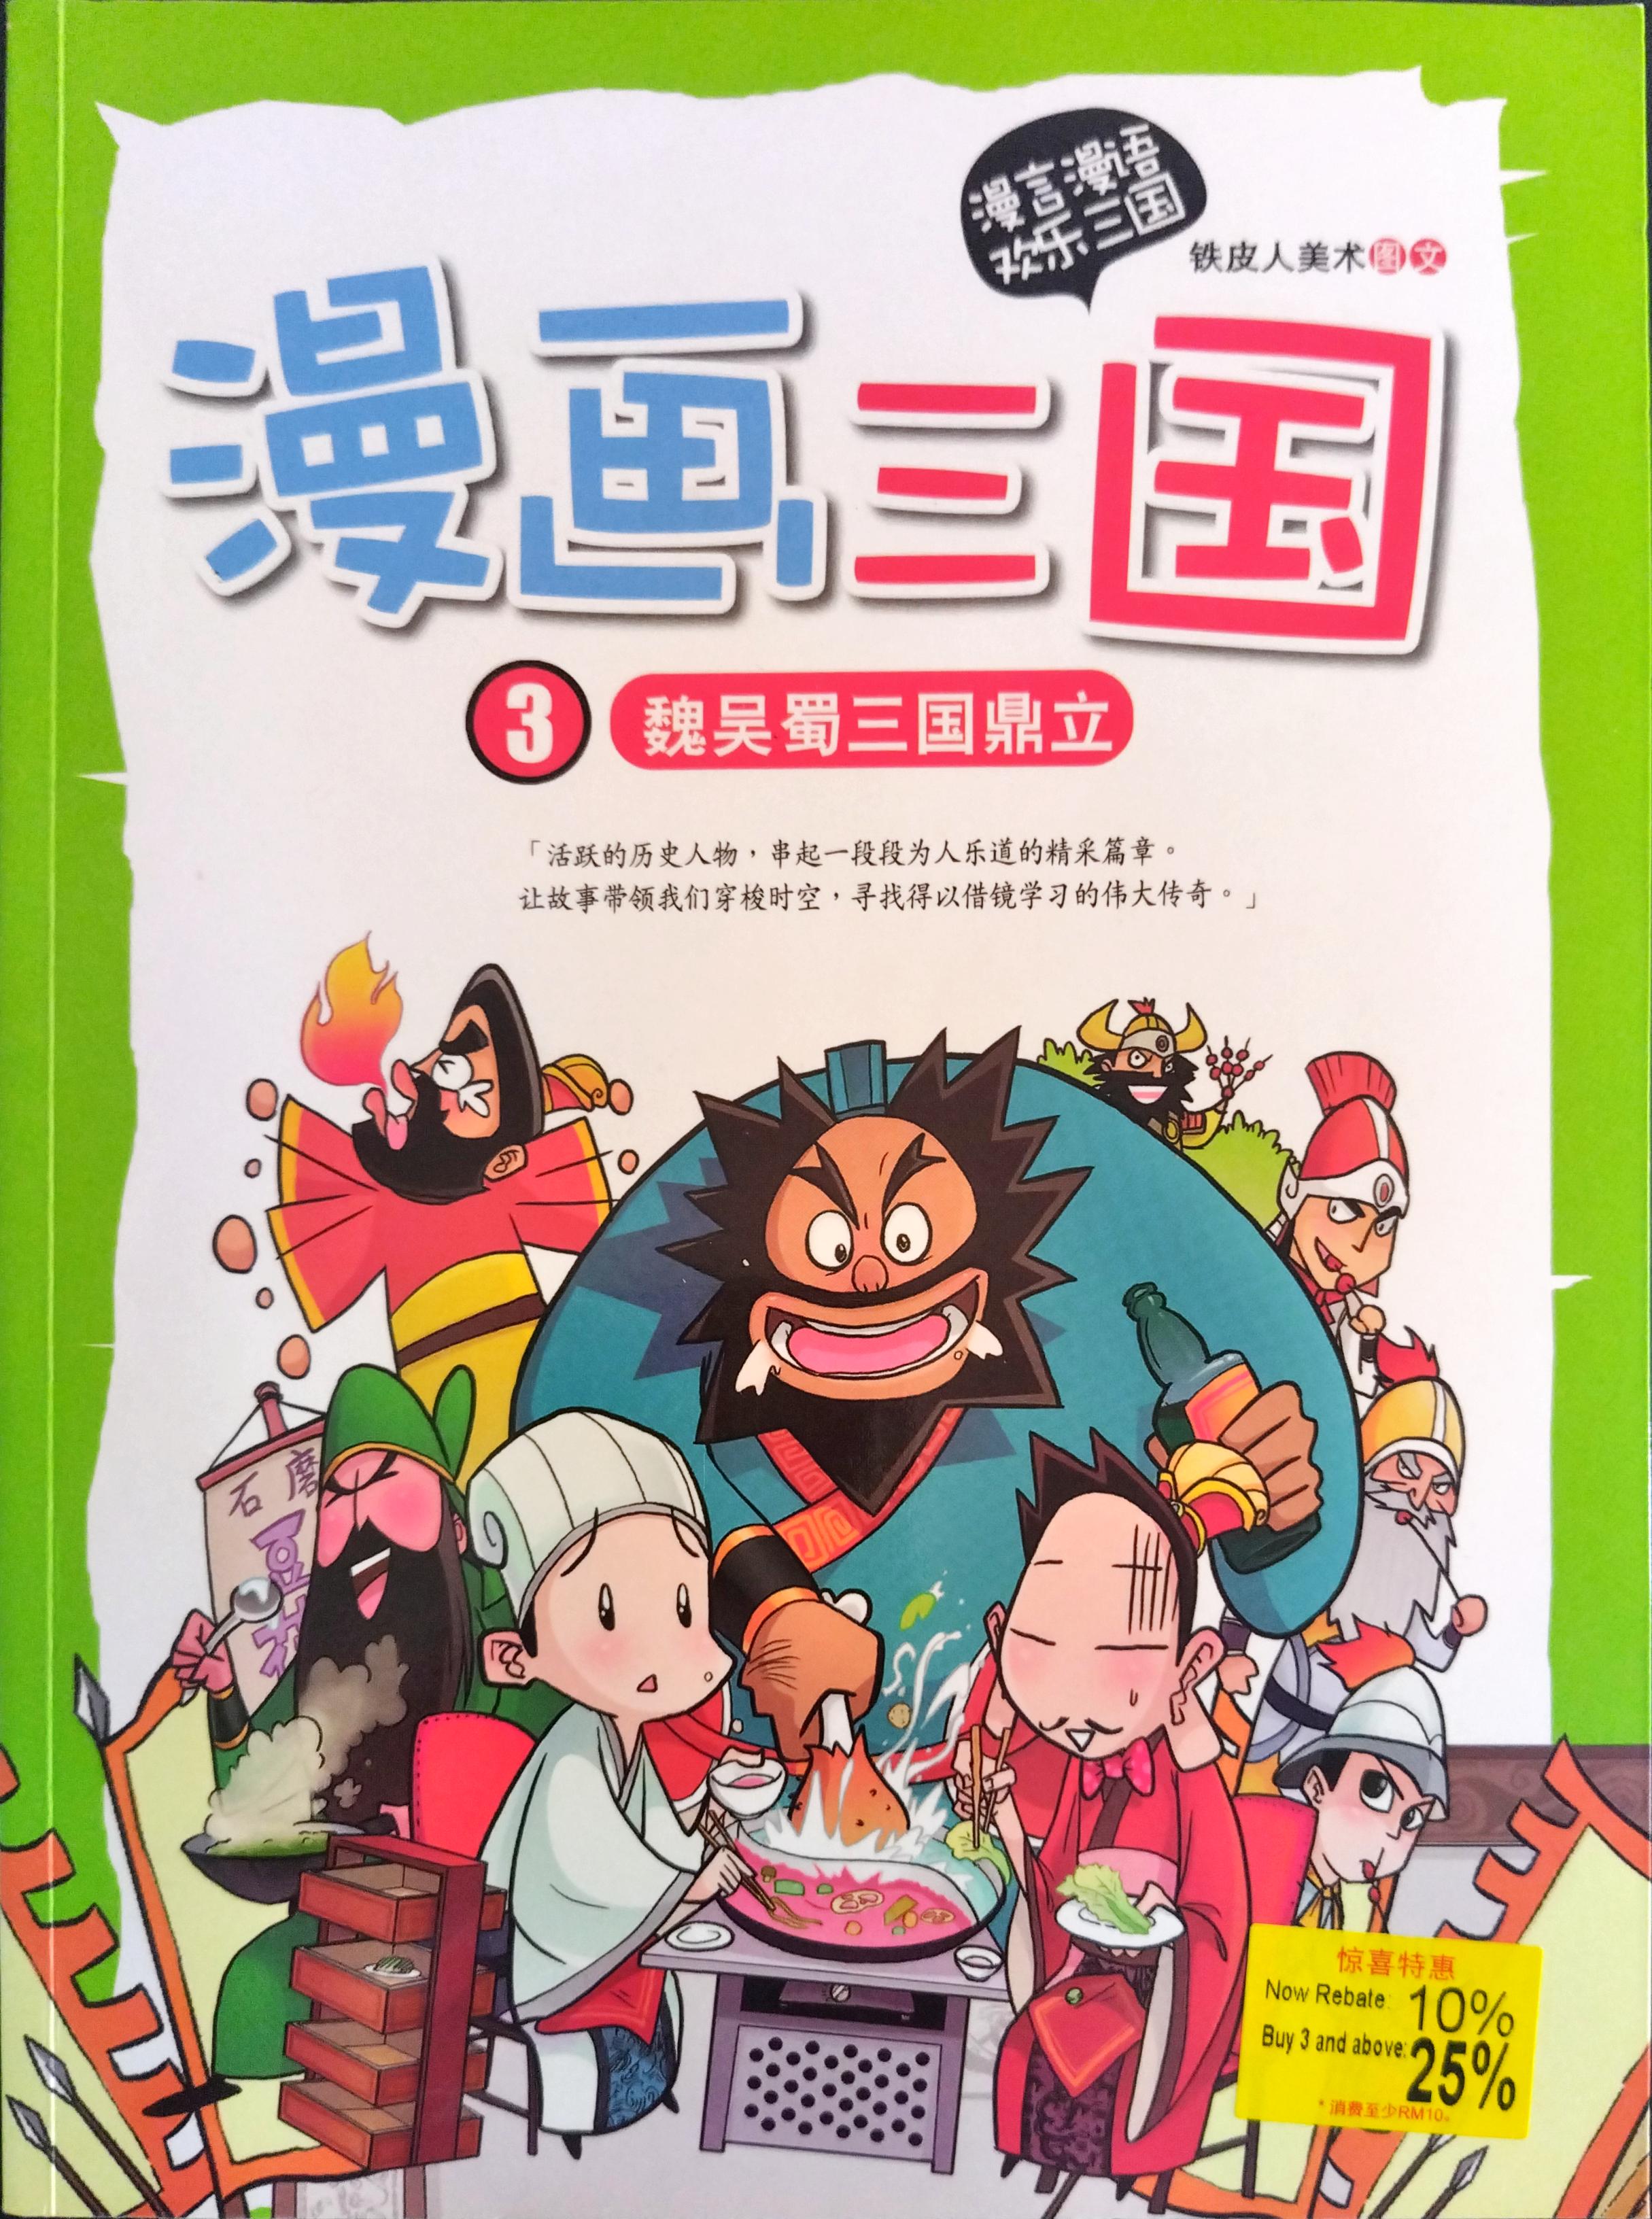 漫言漫语
欢乐三国
铁皮人美术图文
漫画三国
3 魏吴蜀三国鼎立
「活跃的历史人物，串起一段段为人乐道的精采篇章。
让故事带领我们穿梭时空，寻找得以借镜学习的伟大传奇。」
石磨
豆花
惊喜特惠
Now Rebate: 10%
Buy 3 and above: 25%
*消费至少RM10。